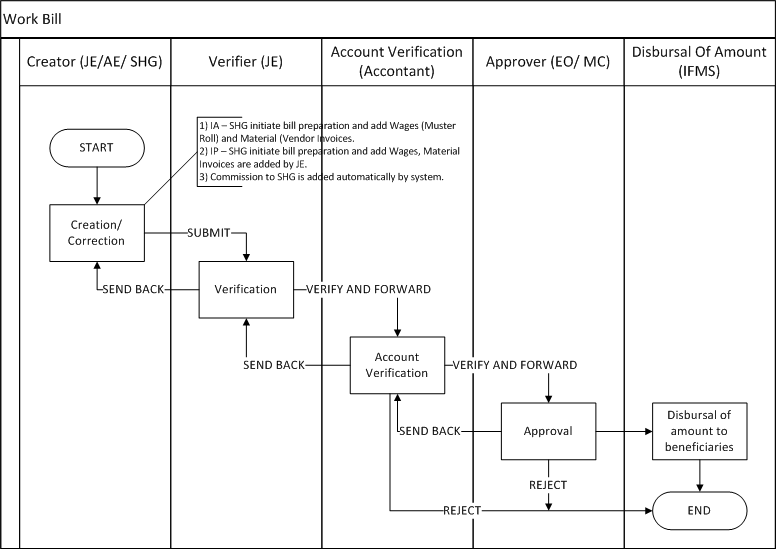 Work Bill
Creator (JE/AE/ SHG)
Verifier (JE)
Account Verification
(Accontant)
Approver (EO/ MC)
Disbursal Of Amount
(IFMS)
START
1) IA – SHG initiate bill preparation and add Wages (Muster
Roll) and Material (Vendor Invoices.
2) IP – SHG initiate bill preparation and add Wages, Material
Invoices are added by JE.
3) Commission to SHG is added automatically by system.
Creation/
Correction
SUBMIT
SEND BACK
Verification
VERIFY AND FORWARD
SEND BACK
Account
Verification
VERIFY AND FORWARD
SEND BACK
Approval
Disbursal of
amount to
beneficiaries
REJECT
REJECT
END